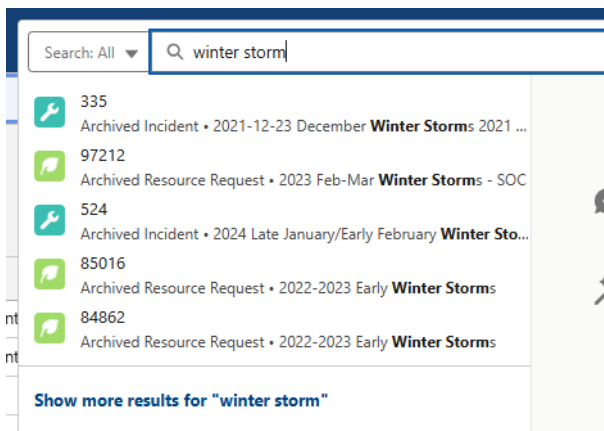 Search: All
winter storm
335
Archived Incident • 2021-12-23 December Winter Storms 2021 ...
97212
Archived Resource Request • 2023 Feb-Mar Winter Storms - SOC
524
Archived Incident • 2024 Late January/Early February Winter Sto...
85016
Archived Resource Request • 2022-2023 Early Winter Storms
84862
nt
Archived Resource Request • 2022-2023 Early Winter Storms
nt
Show more results for "winter storm"